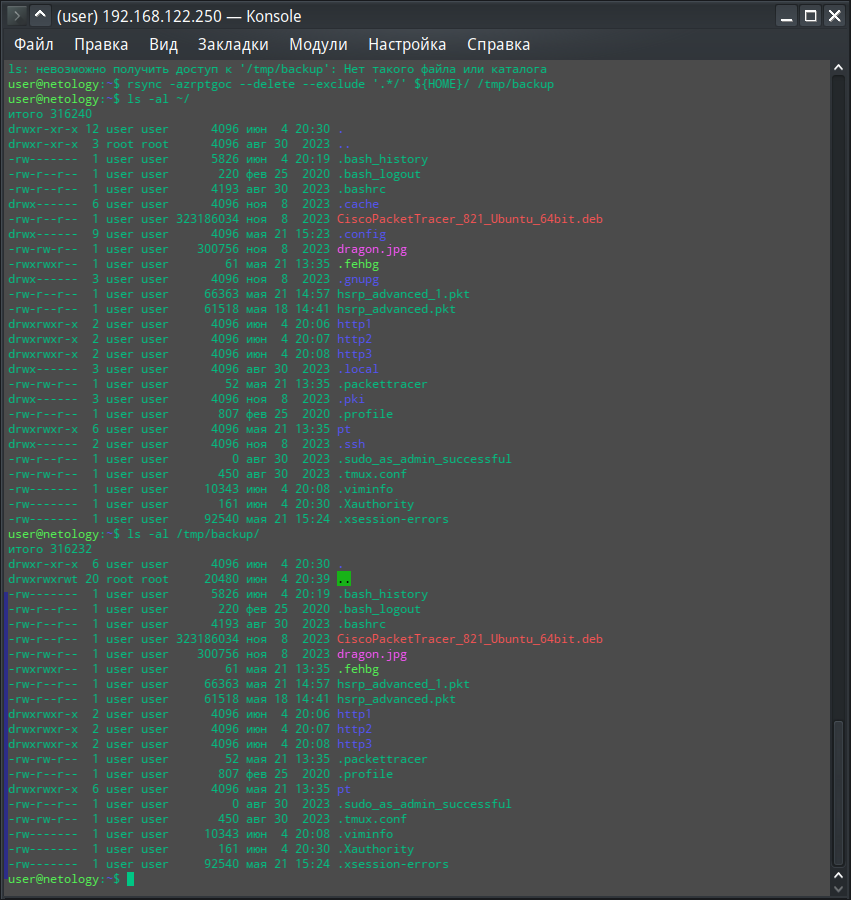 (user) 192.168.122.250 — Konsole
Файл Правка Вид Закладки Модули Настройка Справка
ls: невозможно получить доступ к '/tmp/backup': Нет такого файла или каталога
user@netology:~$ rsync -azrptgoc --delete --exclude '.*/' ${HOME}/ /tmp/backup
user@netology:~$ ls -al ~/
итого 316240
drwxr-xr-x 12 user user      4096 июн  4 20:30 .
drwxr-xr-x  3 root root      4096 авг 30  2023 ..
-rw-------  1 user user      5826 июн  4 20:19 .bash_history
-rw-r--r--  1 user user       220 фев 25  2020 .bash_logout
-rw-r--r--  1 user user      4193 авг 30  2023 .bashrc
drwx------  6 user user      4096 ноя  8  2023 .cache
-rw-r--r--  1 user user 323186034 ноя  8  2023 CiscoPacketTracer_821_Ubuntu_64bit.deb
drwx------  9 user user      4096 мая 21 15:23 .config
-rw-rw-r--  1 user user    300756 ноя  8  2023 dragon.jpg
-rwxrwxr--  1 user user        61 мая 21 13:35 .fehbg
drwx------  3 user user      4096 ноя  8  2023 .gnupg
-rw-r--r--  1 user user     66363 мая 21 14:57 hsrp_advanced_1.pkt
-rw-r--r--  1 user user     61518 мая 18 14:41 hsrp_advanced.pkt
drwxrwxr-x  2 user user      4096 июн  4 20:06 http1
drwxrwxr-x  2 user user      4096 июн  4 20:07 http2
drwxrwxr-x  2 user user      4096 июн  4 20:08 http3
drwx------  3 user user      4096 авг 30  2023 .local
-rw-rw-r--  1 user user        52 мая 21 13:35 .packettracer
drwx------  3 user user      4096 ноя  8  2023 .pki
-rw-r--r--  1 user user       807 фев 25  2020 .profile
drwxrwxr-x  6 user user      4096 мая 21 13:35 pt
drwx------  2 user user      4096 ноя  8  2023 .ssh
-rw-r--r--  1 user user         0 авг 30  2023 .sudo_as_admin_successful
-rw-rw-r--  1 user user       450 авг 30  2023 .tmux.conf
-rw-------  1 user user     10343 июн  4 20:08 .viminfo
-rw-------  1 user user       161 июн  4 20:30 .Xauthority
-rw-------  1 user user     92540 мая 21 15:24 .xsession-errors
user@netology:~$ ls -al /tmp/backup/
итого 316232
drwxr-xr-x  6 user user      4096 июн  4 20:30 .
drwxrwxrwt 20 root root     20480 июн  4 20:39 ..
-rw-------  1 user user      5826 июн  4 20:19 .bash_history
-rw-r--r--  1 user user       220 фев 25  2020 .bash_logout
-rw-r--r--  1 user user      4193 авг 30  2023 .bashrc
-rw-r--r--  1 user user 323186034 ноя  8  2023 CiscoPacketTracer_821_Ubuntu_64bit.deb
-rw-rw-r--  1 user user    300756 ноя  8  2023 dragon.jpg
-rwxrwxr--  1 user user        61 мая 21 13:35 .fehbg
-rw-r--r--  1 user user     66363 мая 21 14:57 hsrp_advanced_1.pkt
-rw-r--r--  1 user user     61518 мая 18 14:41 hsrp_advanced.pkt
drwxrwxr-x  2 user user      4096 июн  4 20:06 http1
drwxrwxr-x  2 user user      4096 июн  4 20:07 http2
drwxrwxr-x  2 user user      4096 июн  4 20:08 http3
-rw-rw-r--  1 user user        52 мая 21 13:35 .packettracer
-rw-r--r--  1 user user       807 фев 25  2020 .profile
drwxrwxr-x  6 user user      4096 мая 21 13:35 pt
-rw-r--r--  1 user user         0 авг 30  2023 .sudo_as_admin_successful
-rw-rw-r--  1 user user       450 авг 30  2023 .tmux.conf
-rw-------  1 user user     10343 июн  4 20:08 .viminfo
-rw-------  1 user user       161 июн  4 20:30 .Xauthority
-rw-------  1 user user     92540 мая 21 15:24 .xsession-errors
user@netology:~$